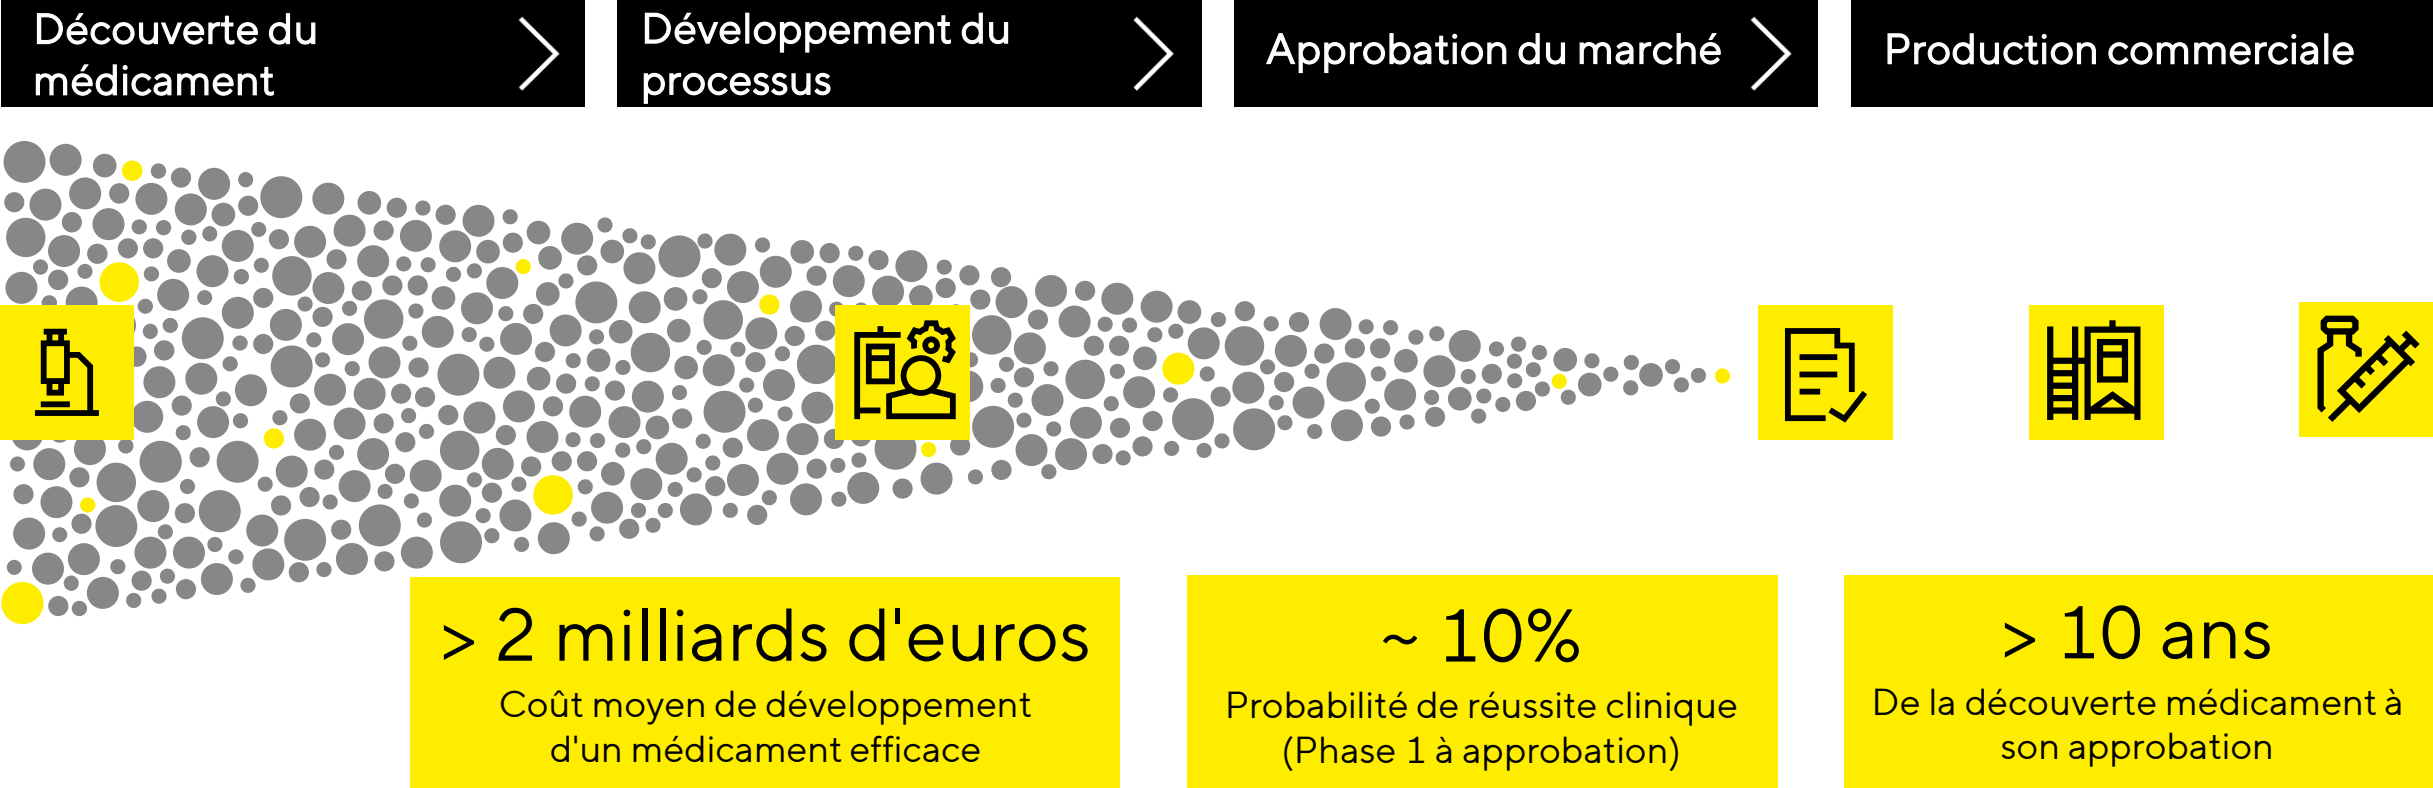 Découverte du
médicament
Développement du
processus
Approbation du marché
Production commerciale
> 2 milliards d'euros
Coût moyen de développement
d'un médicament efficace
~ 10%
Probabilité de réussite clinique
(Phase 1 à approbation)
> 10 ans
De la découverte médicament à
son approbation